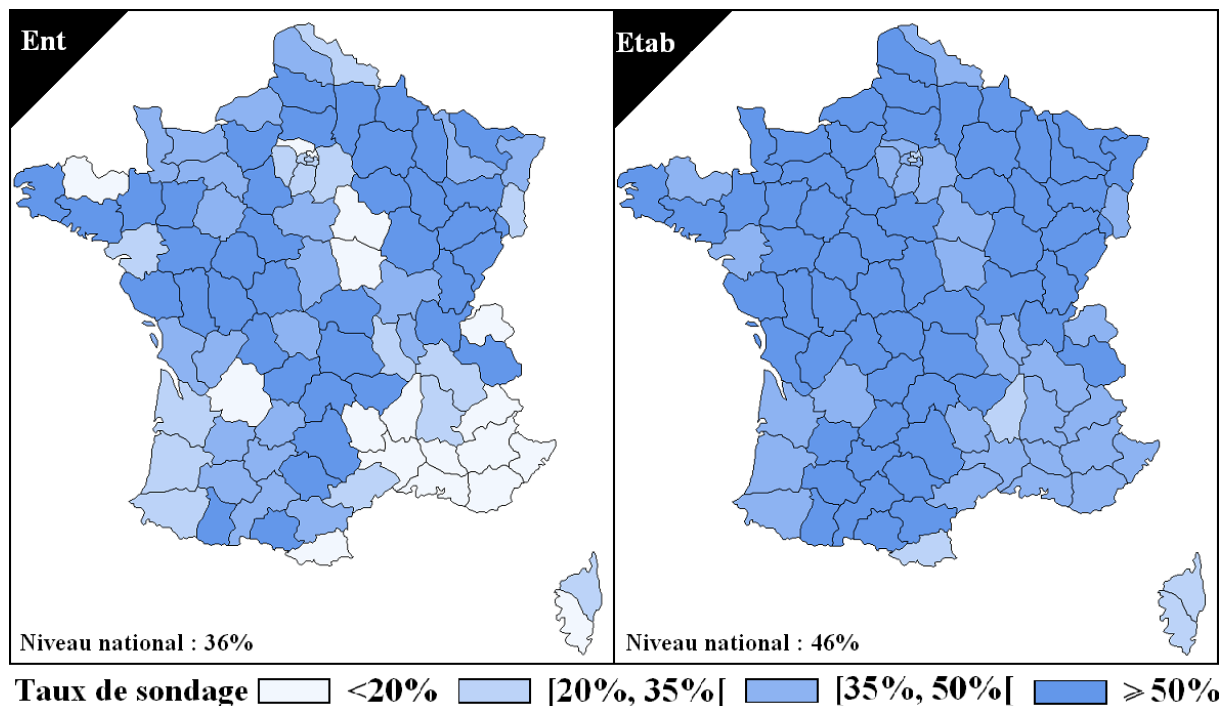 Ent
Etab
Niveau national : 36%
Niveau national : 46%
Taux de sondage <20% [20%, 35%[ [35%, 50%[ ⩾ 50%